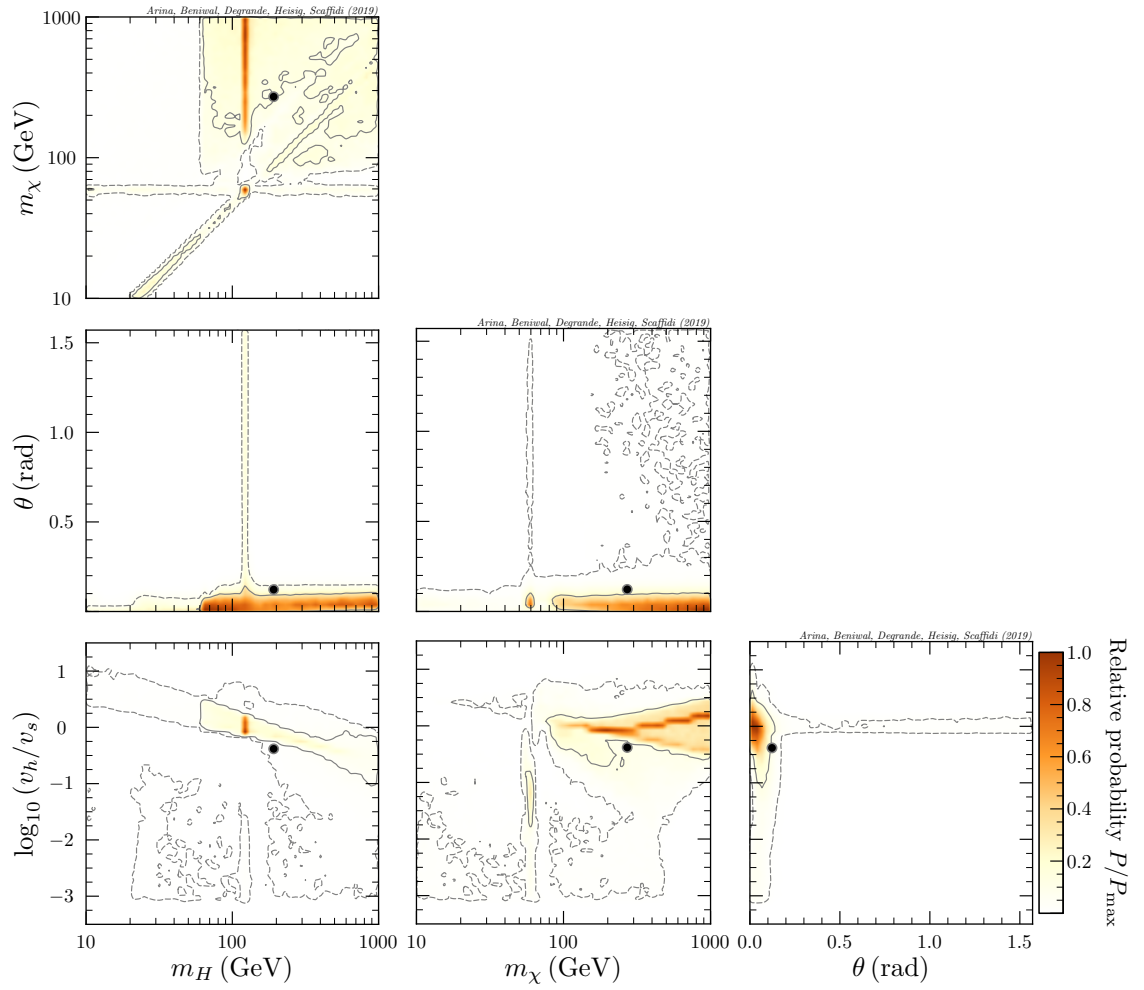 Arina, Beniwal, Degrande, Heisig, Scaffidi (2019)
1000
100
10
m_χ (GeV)
Arina, Beniwal, Degrande, Heisig, Scaffidi (2019)
1.5
1.0
0.5
θ (rad)
Arina, Beniwal, Degrande, Heisig, Scaffidi (2019)
1
0
−1
−2
−3
log₁₀ (v_h/v_s)
1.0
0.8
0.6
0.4
0.2
Relative probability P/P_max
10 100 1000
m_H (GeV)
10 100 1000
m_χ (GeV)
0.0 0.5 1.0 1.5
θ (rad)